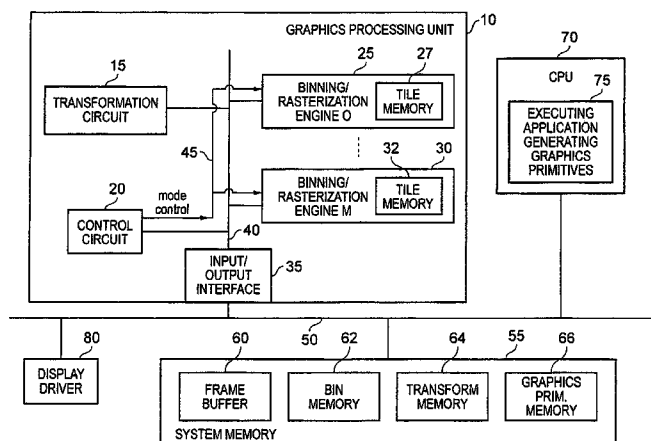 GRAPHICS PROCESSING UNIT
10
15
TRANSFORMATION
CIRCUIT
25
27
BINNING/
RASTERIZATION
ENGINE O
TILE
MEMORY
70
CPU
75
EXECUTING
APPLICATION
GENERATING
GRAPHICS
PRIMITIVES
45
32
30
BINNING/
RASTERIZATION
ENGINE M
TILE
MEMORY
20
mode
control
CONTROL
CIRCUIT
40
INPUT/
OUTPUT
INTERFACE
35
80
DISPLAY
DRIVER
50
55
60
FRAME
BUFFER
62
BIN
MEMORY
64
TRANSFORM
MEMORY
66
GRAPHICS
PRIM.
MEMORY
SYSTEM MEMORY